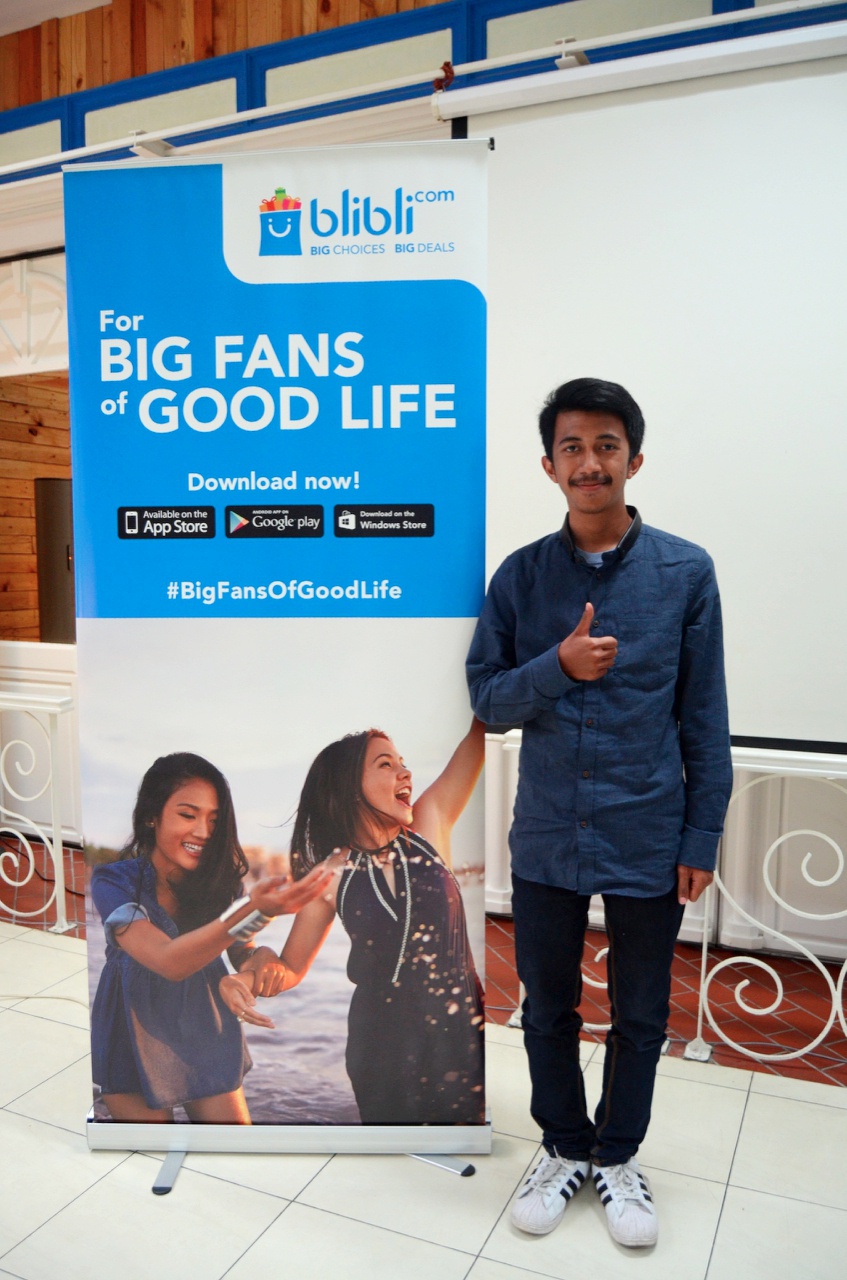 blibli.com
BIG CHOICES BIG DEALS
For
BIG FANS
of GOOD LIFE
Download now!
Available on the
App Store
ANDROID APP ON
Google play
Download on the
Windows Store
#BigFansOfGoodLife